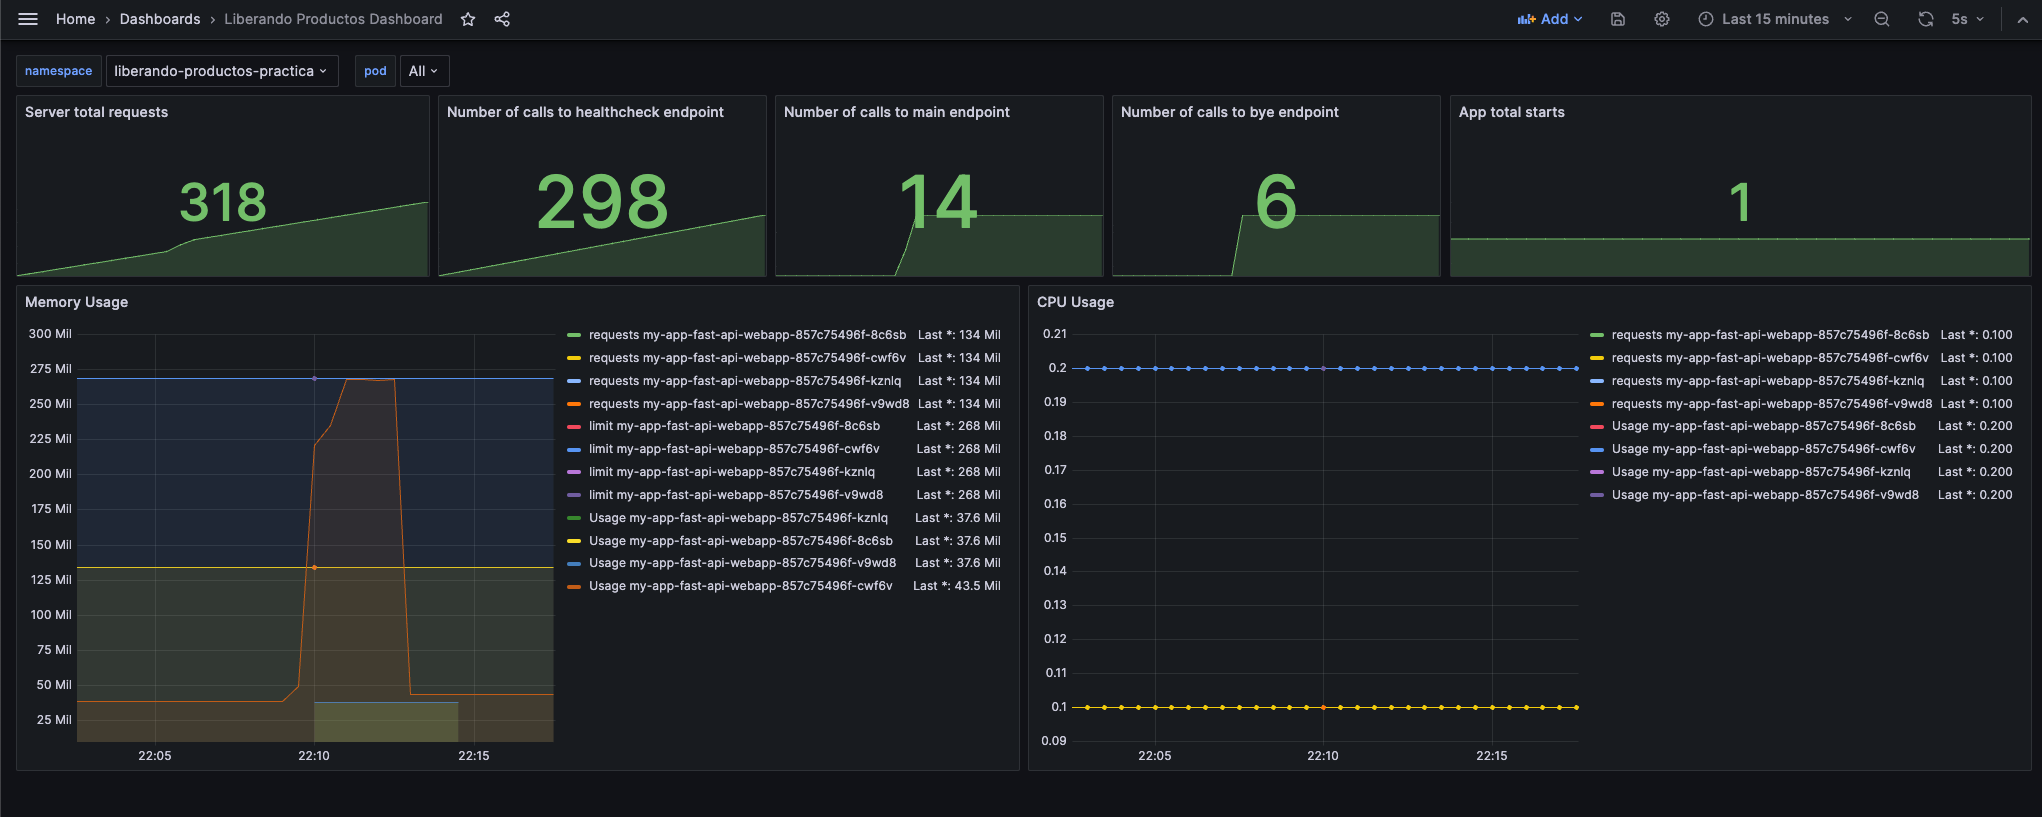 Home › Dashboards › Liberando Productos Dashboard
Add
Last 15 minutes
5s
namespace
liberando-productos-practica
pod
All
Server total requests
318
Number of calls to healthcheck endpoint
298
Number of calls to main endpoint
14
Number of calls to bye endpoint
6
App total starts
1
Memory Usage
300 Mil
275 Mil
250 Mil
225 Mil
200 Mil
175 Mil
150 Mil
125 Mil
100 Mil
75 Mil
50 Mil
25 Mil
22:05
22:10
22:15
requests my-app-fast-api-webapp-857c75496f-8c6sb Last *: 134 Mil
requests my-app-fast-api-webapp-857c75496f-cwf6v Last *: 134 Mil
requests my-app-fast-api-webapp-857c75496f-kznlq Last *: 134 Mil
requests my-app-fast-api-webapp-857c75496f-v9wd8 Last *: 134 Mil
limit my-app-fast-api-webapp-857c75496f-8c6sb Last *: 268 Mil
limit my-app-fast-api-webapp-857c75496f-cwf6v Last *: 268 Mil
limit my-app-fast-api-webapp-857c75496f-kznlq Last *: 268 Mil
limit my-app-fast-api-webapp-857c75496f-v9wd8 Last *: 268 Mil
Usage my-app-fast-api-webapp-857c75496f-kznlq Last *: 37.6 Mil
Usage my-app-fast-api-webapp-857c75496f-8c6sb Last *: 37.6 Mil
Usage my-app-fast-api-webapp-857c75496f-v9wd8 Last *: 37.6 Mil
Usage my-app-fast-api-webapp-857c75496f-cwf6v Last *: 43.5 Mil
CPU Usage
0.21
0.2
0.19
0.18
0.17
0.16
0.15
0.14
0.13
0.12
0.11
0.1
0.09
22:05
22:10
22:15
requests my-app-fast-api-webapp-857c75496f-8c6sb Last *: 0.100
requests my-app-fast-api-webapp-857c75496f-cwf6v Last *: 0.100
requests my-app-fast-api-webapp-857c75496f-kznlq Last *: 0.100
requests my-app-fast-api-webapp-857c75496f-v9wd8 Last *: 0.100
Usage my-app-fast-api-webapp-857c75496f-8c6sb Last *: 0.200
Usage my-app-fast-api-webapp-857c75496f-cwf6v Last *: 0.200
Usage my-app-fast-api-webapp-857c75496f-kznlq Last *: 0.200
Usage my-app-fast-api-webapp-857c75496f-v9wd8 Last *: 0.200